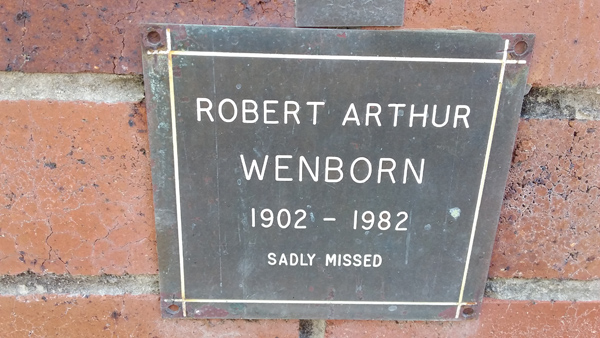 ROBERT ARTHUR
WENBORN
1902 - 1982
SADLY MISSED